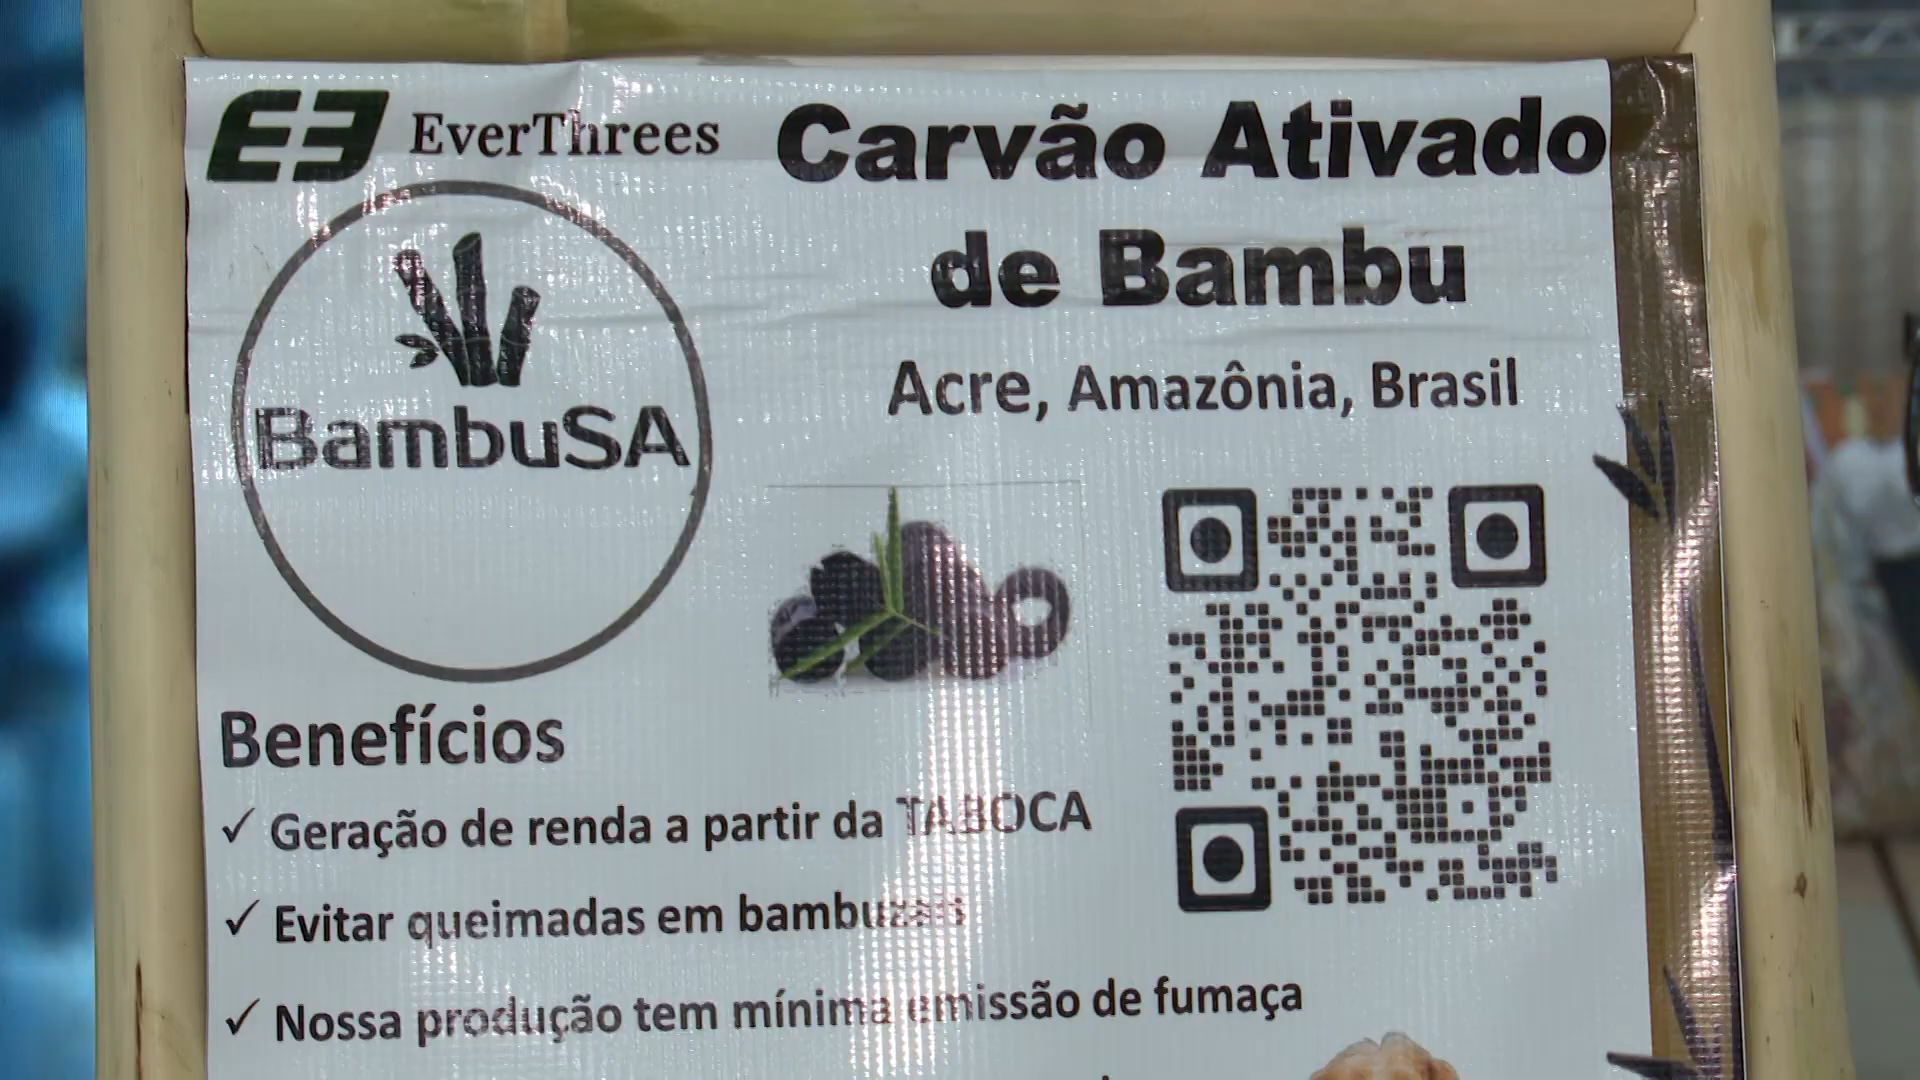 E3 EverThrees
Carvão Ativado
de Bambu
Acre, Amazônia, Brasil
BambuSA
Benefícios
✓ Geração de renda a partir da TABOCA
✓ Evitar queimadas em bambuzais
✓ Nossa produção tem mínima emissão de fumaça